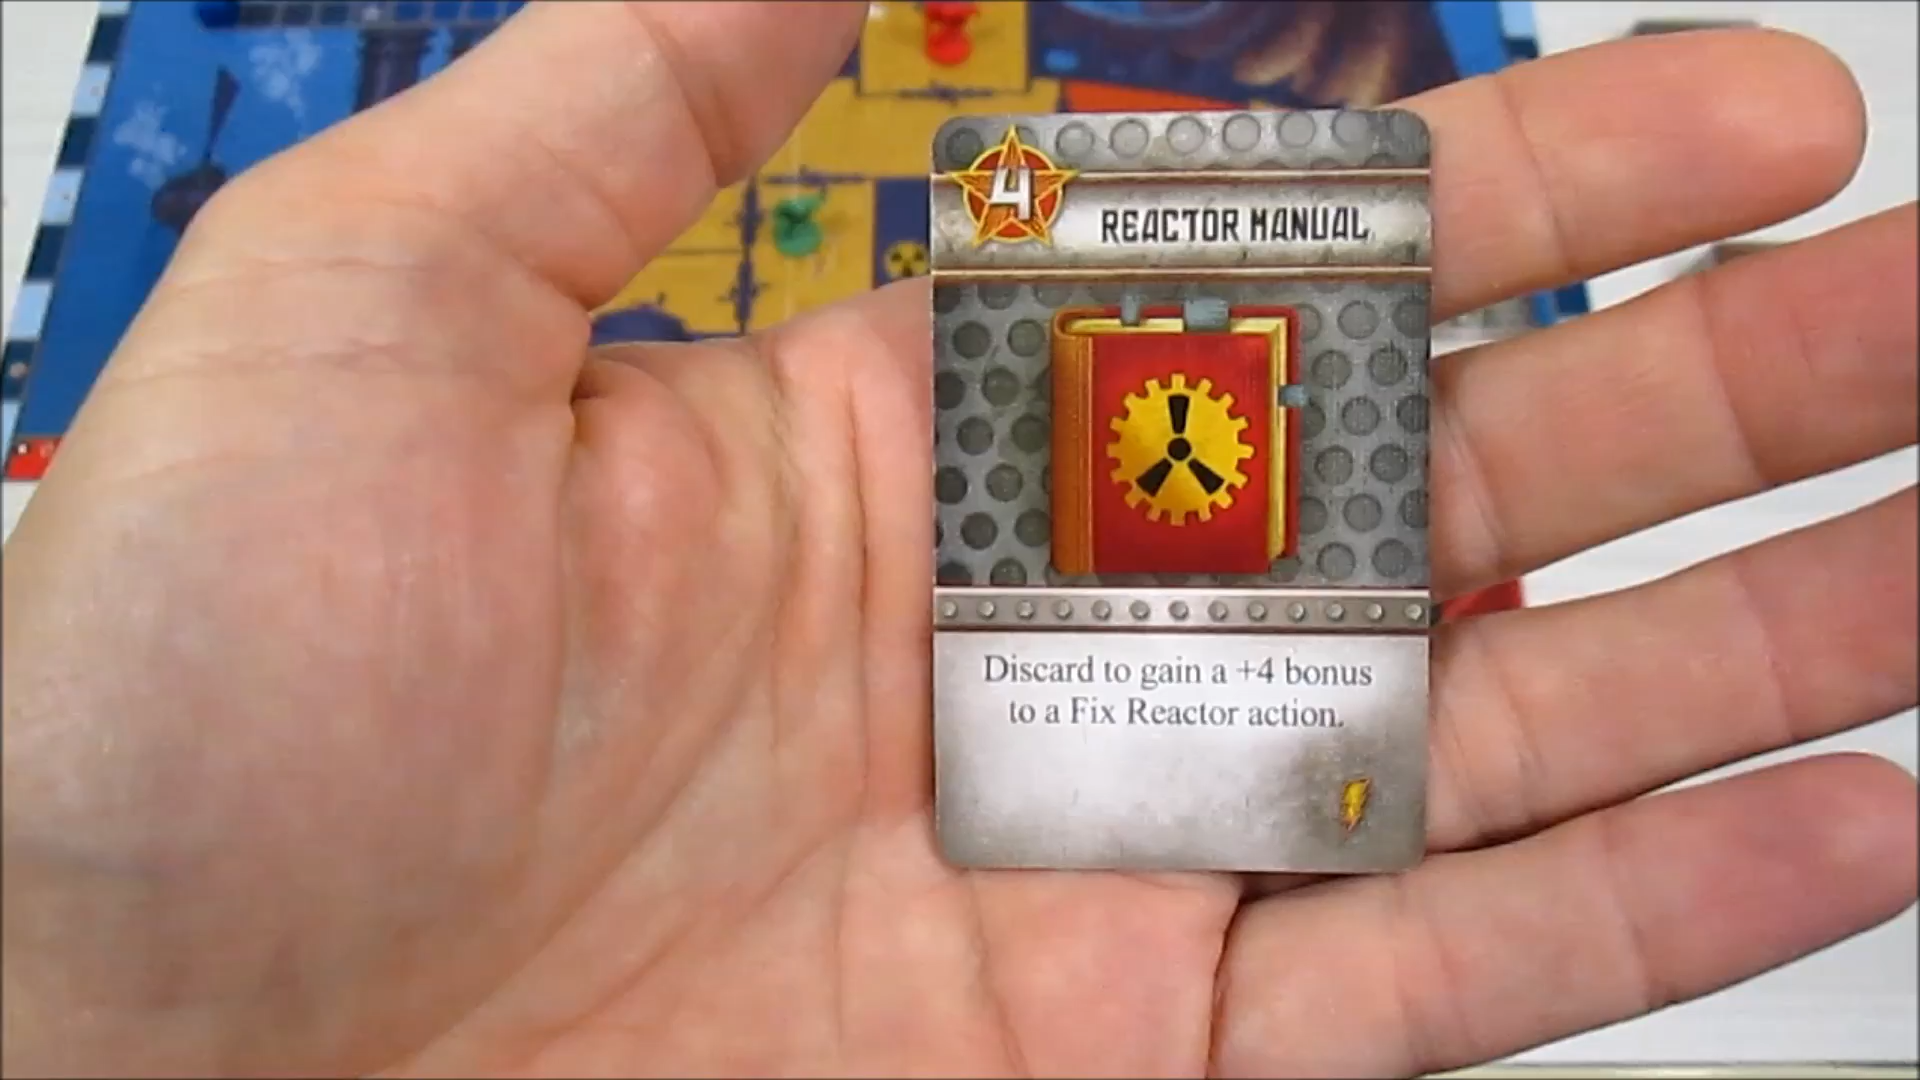 4
REACTOR MANUAL
Discard to gain a +4 bonus
to a Fix Reactor action.